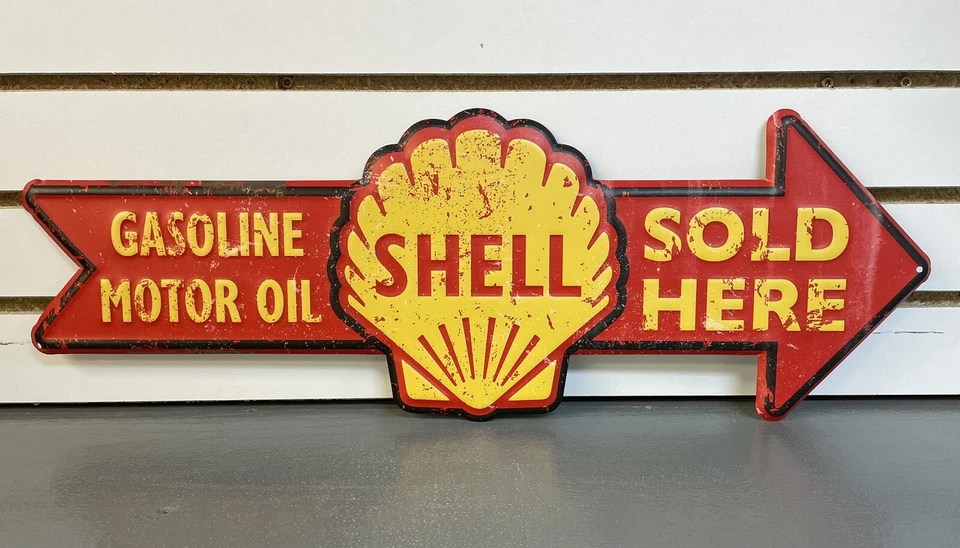 GASOLINE
MOTOR OIL
SHELL
SOLD
HERE